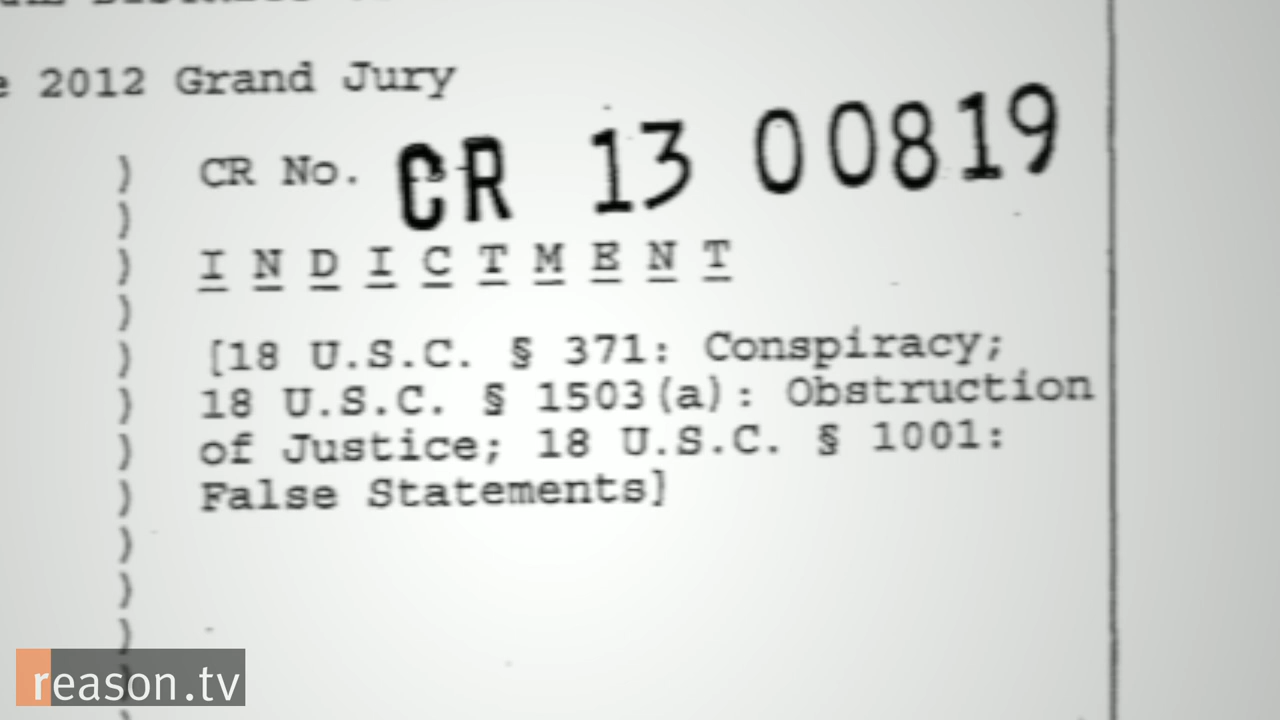 e 2012 Grand Jury
CR No. CR 13 00819
I N D I C T M E N T
[18 U.S.C. § 371: Conspiracy;
18 U.S.C. § 1503(a): Obstruction
of Justice; 18 U.S.C. § 1001:
False Statements]
reason.tv